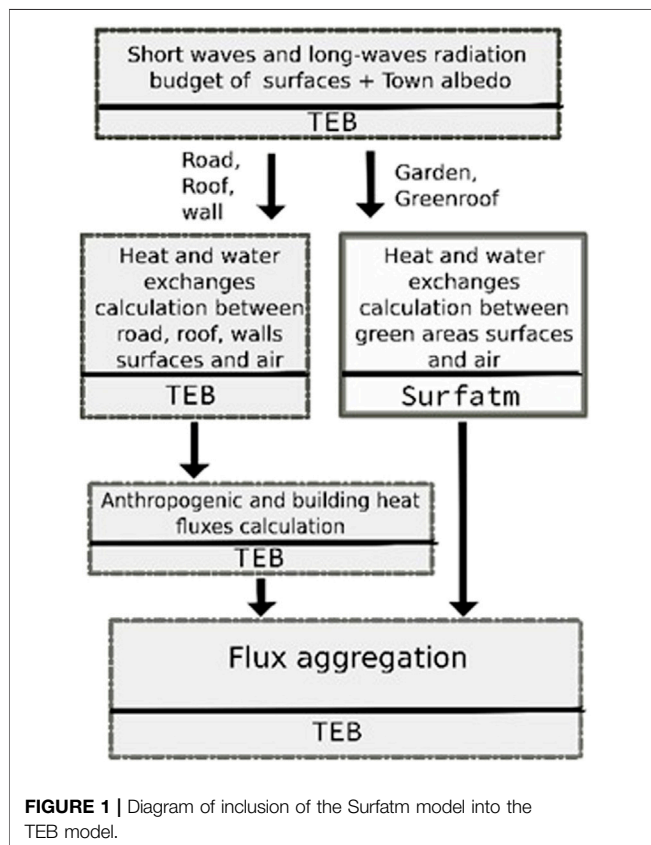 Short waves and long-waves radiation
budget of surfaces + Town albedo
TEB
Road,
Roof,
wall
Garden,
Greenroof
Heat and water
exchanges
calculation between
road, roof, walls
surfaces and air
TEB
Heat and water
exchanges
calculation between
green areas surfaces
and air
Surfatm
Anthropogenic and building heat
fluxes calculation
TEB
Flux aggregation
TEB
FIGURE 1 | Diagram of inclusion of the Surfatm model into the
TEB model.